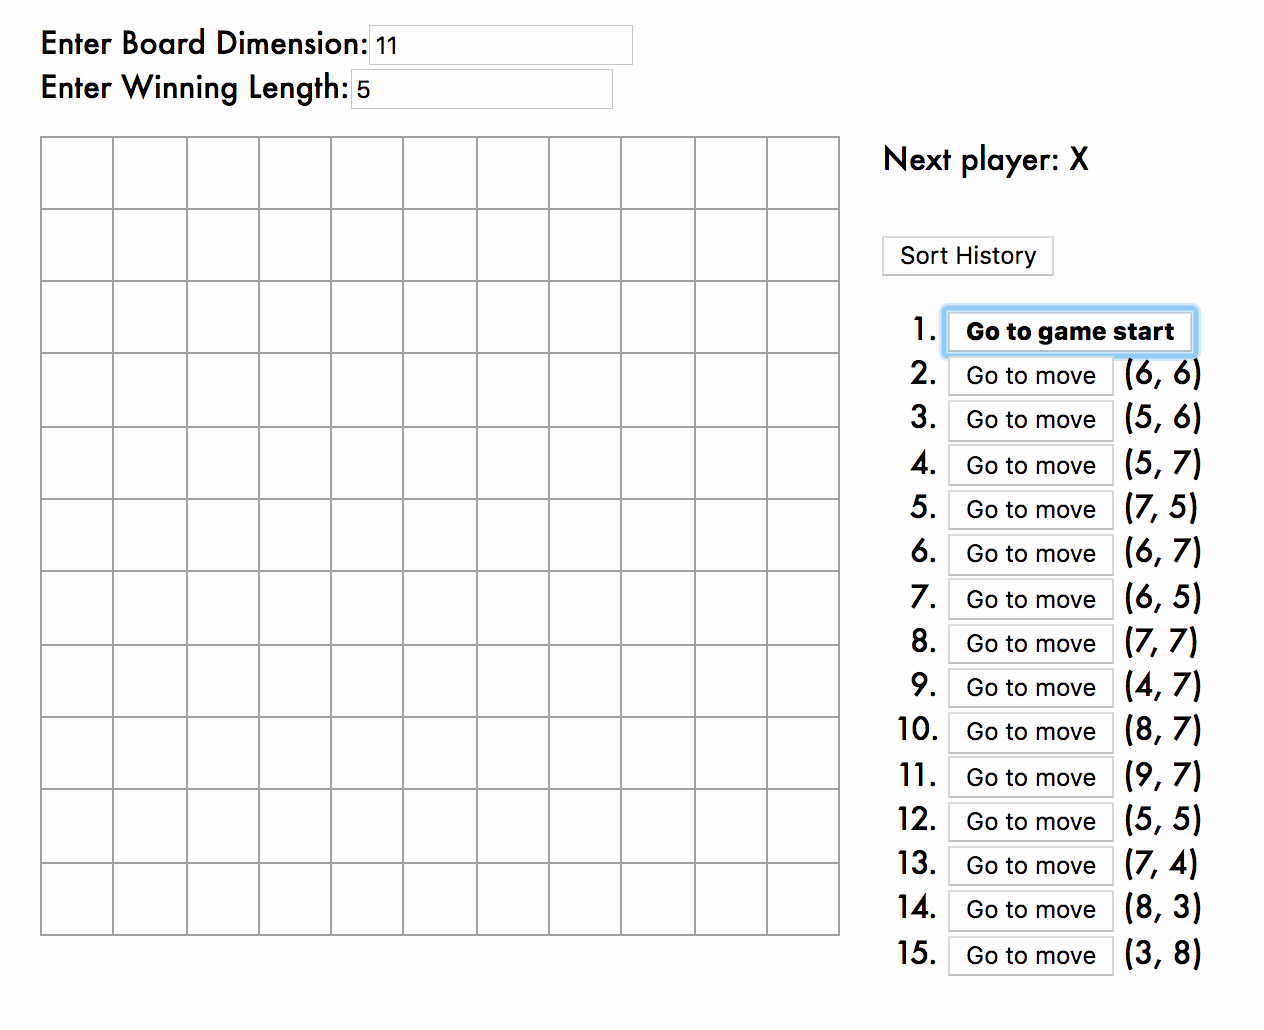 Enter Board Dimension: 11
Enter Winning Length: 5
Next player: X
Sort History
1. Go to game start
2. Go to move (6, 6)
3. Go to move (5, 6)
4. Go to move (5, 7)
5. Go to move (7, 5)
6. Go to move (6, 7)
7. Go to move (6, 5)
8. Go to move (7, 7)
9. Go to move (4, 7)
10. Go to move (8, 7)
11. Go to move (9, 7)
12. Go to move (5, 5)
13. Go to move (7, 4)
14. Go to move (8, 3)
15. Go to move (3, 8)